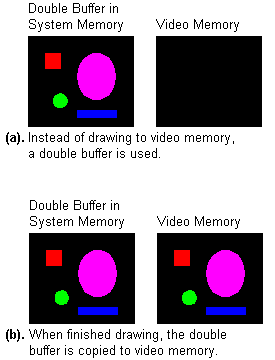 Double Buffer in
System Memory
Video Memory
(a). Instead of drawing to video memory,
a double buffer is used.
Double Buffer in
System Memory
Video Memory
(b). When finished drawing, the double
buffer is copied to video memory.